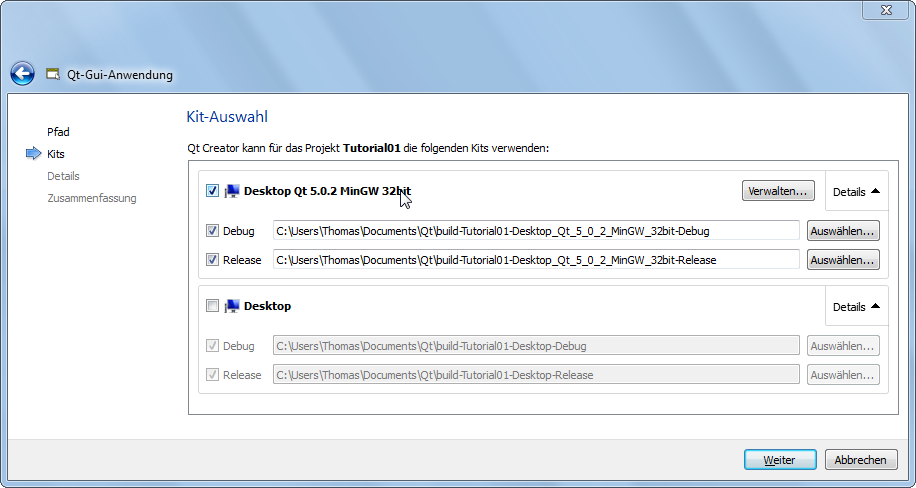 Qt-Gui-Anwendung
Pfad
Kits
Details
Zusammenfassung
Kit-Auswahl
Qt Creator kann für das Projekt Tutorial01 die folgenden Kits verwenden:
Desktop Qt 5.0.2 MinGW 32bit Verwalten... Details
Debug C:\Users\Thomas\Documents\Qt\build-Tutorial01-Desktop_Qt_5_0_2_MinGW_32bit-Debug Auswählen...
Release C:\Users\Thomas\Documents\Qt\build-Tutorial01-Desktop_Qt_5_0_2_MinGW_32bit-Release Auswählen...
Desktop Details
Debug C:\Users\Thomas\Documents\Qt\build-Tutorial01-Desktop-Debug Auswählen...
Release C:\Users\Thomas\Documents\Qt\build-Tutorial01-Desktop-Release Auswählen...
Weiter Abbrechen